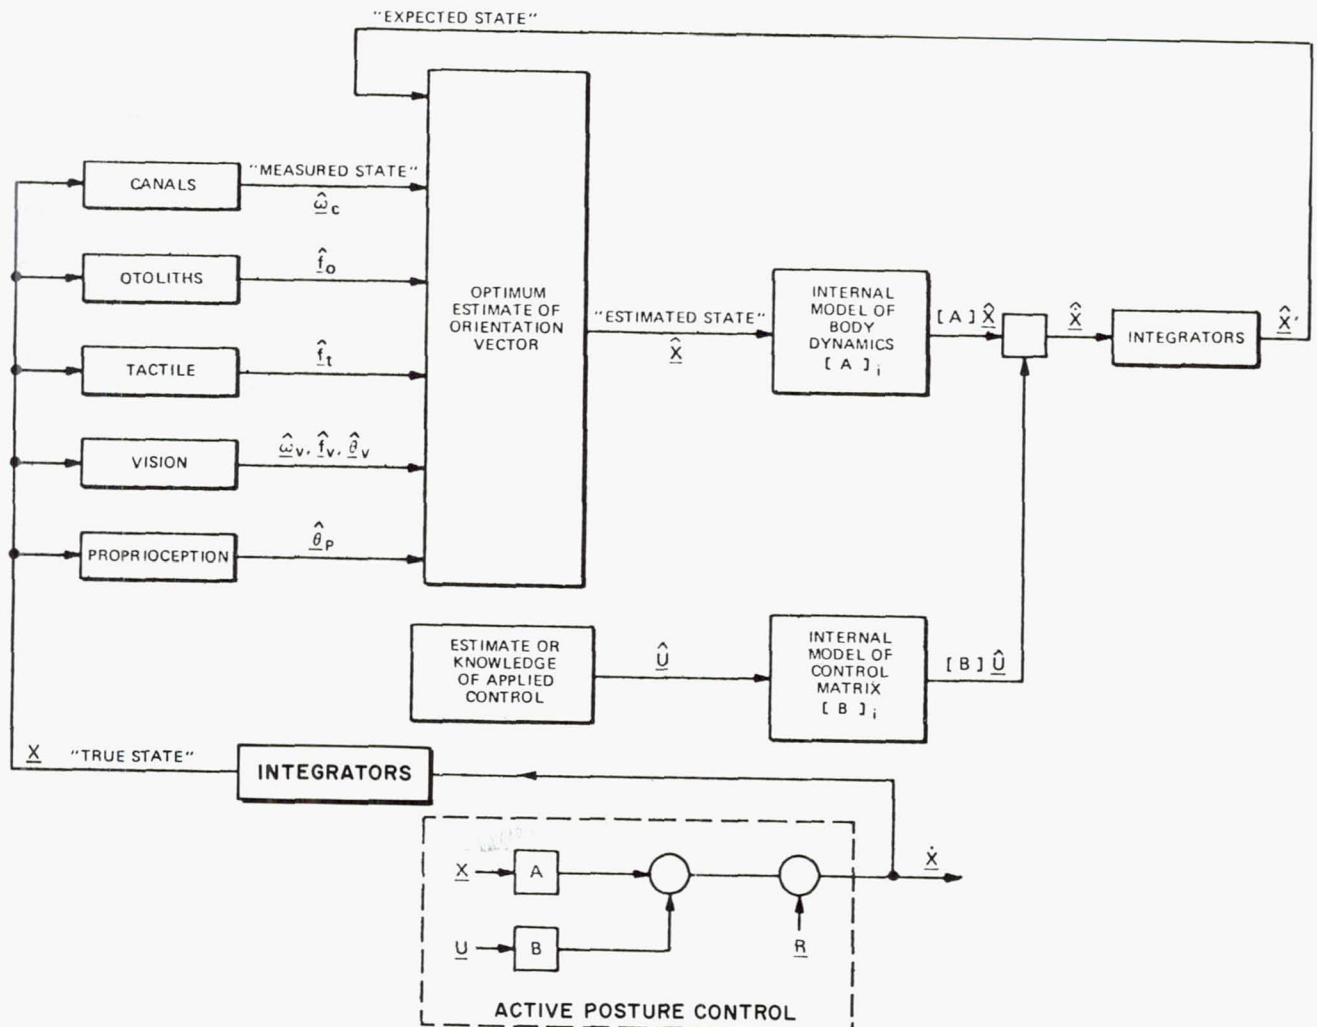 "EXPECTED STATE"
CANALS
"MEASURED STATE"
ω̂c
OTOLITHS
f̂o
TACTILE
f̂t
VISION
ω̂v, f̂v, θ̂v
PROPRIOCEPTION
θ̂P
OPTIMUM
ESTIMATE OF
ORIENTATION
VECTOR
"ESTIMATED STATE"
X̂
INTERNAL
MODEL OF
BODY
DYNAMICS
[ A ]i
[ A ] X̂
Ẋ̂
INTEGRATORS
X̂'
ESTIMATE OR
KNOWLEDGE
OF APPLIED
CONTROL
Û
INTERNAL
MODEL OF
CONTROL
MATRIX
[ B ]i
[ B ] Û
X "TRUE STATE"
INTEGRATORS
X
A
Ẋ
U
B
R
ACTIVE POSTURE CONTROL